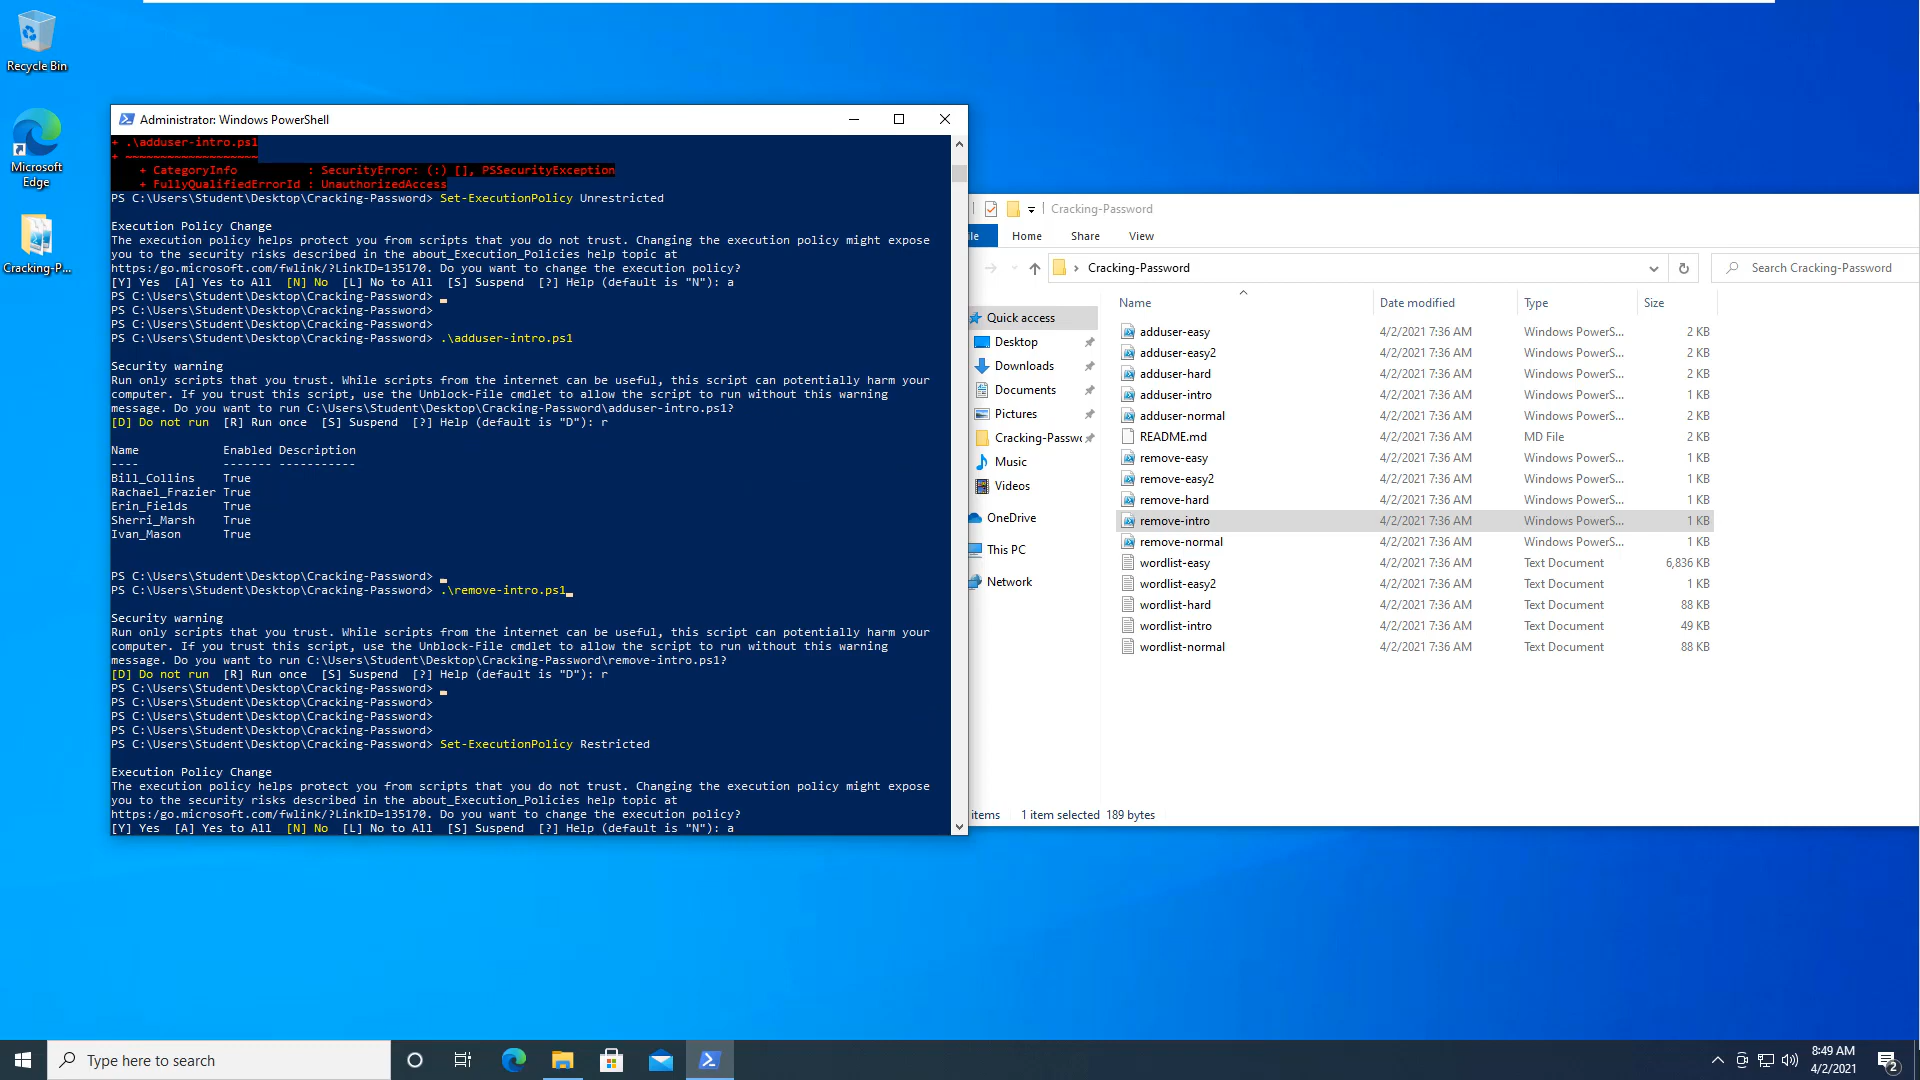 Recycle Bin
Microsoft
Edge
Cracking-P...
Administrator: Windows PowerShell
+ .\adduser-intro.ps1
+ ~~~~~~~~~~~~~~~~~~~
+ CategoryInfo : SecurityError: (:) [], PSSecurityException
+ FullyQualifiedErrorId : UnauthorizedAccess
PS C:\Users\Student\Desktop\Cracking-Password> Set-ExecutionPolicy Unrestricted
Execution Policy Change
The execution policy helps protect you from scripts that you do not trust. Changing the execution policy might expose
you to the security risks described in the about_Execution_Policies help topic at
https:/go.microsoft.com/fwlink/?LinkID=135170. Do you want to change the execution policy?
[Y] Yes [A] Yes to All [N] No [L] No to All [S] Suspend [?] Help (default is "N"): a
PS C:\Users\Student\Desktop\Cracking-Password> _
PS C:\Users\Student\Desktop\Cracking-Password>
PS C:\Users\Student\Desktop\Cracking-Password>
PS C:\Users\Student\Desktop\Cracking-Password> .\adduser-intro.ps1
Security warning
Run only scripts that you trust. While scripts from the internet can be useful, this script can potentially harm your
computer. If you trust this script, use the Unblock-File cmdlet to allow the script to run without this warning
message. Do you want to run C:\Users\Student\Desktop\Cracking-Password\adduser-intro.ps1?
[D] Do not run [R] Run once [S] Suspend [?] Help (default is "D"): r
Name Enabled Description
---- ------- -----------
Bill_Collins True
Rachael_Frazier True
Erin_Fields True
Sherri_Marsh True
Ivan_Mason True
PS C:\Users\Student\Desktop\Cracking-Password> _
PS C:\Users\Student\Desktop\Cracking-Password> .\remove-intro.ps1_
Security warning
Run only scripts that you trust. While scripts from the internet can be useful, this script can potentially harm your
computer. If you trust this script, use the Unblock-File cmdlet to allow the script to run without this warning
message. Do you want to run C:\Users\Student\Desktop\Cracking-Password\remove-intro.ps1?
[D] Do not run [R] Run once [S] Suspend [?] Help (default is "D"): r
PS C:\Users\Student\Desktop\Cracking-Password> _
PS C:\Users\Student\Desktop\Cracking-Password>
PS C:\Users\Student\Desktop\Cracking-Password>
PS C:\Users\Student\Desktop\Cracking-Password>
PS C:\Users\Student\Desktop\Cracking-Password> Set-ExecutionPolicy Restricted
Execution Policy Change
The execution policy helps protect you from scripts that you do not trust. Changing the execution policy might expose
you to the security risks described in the about_Execution_Policies help topic at
https:/go.microsoft.com/fwlink/?LinkID=135170. Do you want to change the execution policy?
[Y] Yes [A] Yes to All [N] No [L] No to All [S] Suspend [?] Help (default is "N"): a
Cracking-Password
ile Home Share View
Cracking-Password Search Cracking-Password
Quick access
Desktop
Downloads
Documents
Pictures
Cracking-Passwo
Music
Videos
OneDrive
This PC
Network
Name Date modified Type Size
adduser-easy 4/2/2021 7:36 AM Windows PowerS... 2 KB
adduser-easy2 4/2/2021 7:36 AM Windows PowerS... 2 KB
adduser-hard 4/2/2021 7:36 AM Windows PowerS... 2 KB
adduser-intro 4/2/2021 7:36 AM Windows PowerS... 1 KB
adduser-normal 4/2/2021 7:36 AM Windows PowerS... 2 KB
README.md 4/2/2021 7:36 AM MD File 2 KB
remove-easy 4/2/2021 7:36 AM Windows PowerS... 1 KB
remove-easy2 4/2/2021 7:36 AM Windows PowerS... 1 KB
remove-hard 4/2/2021 7:36 AM Windows PowerS... 1 KB
remove-intro 4/2/2021 7:36 AM Windows PowerS... 1 KB
remove-normal 4/2/2021 7:36 AM Windows PowerS... 1 KB
wordlist-easy 4/2/2021 7:36 AM Text Document 6,836 KB
wordlist-easy2 4/2/2021 7:36 AM Text Document 1 KB
wordlist-hard 4/2/2021 7:36 AM Text Document 88 KB
wordlist-intro 4/2/2021 7:36 AM Text Document 49 KB
wordlist-normal 4/2/2021 7:36 AM Text Document 88 KB
items 1 item selected 189 bytes
Type here to search
8:49 AM
4/2/2021
2